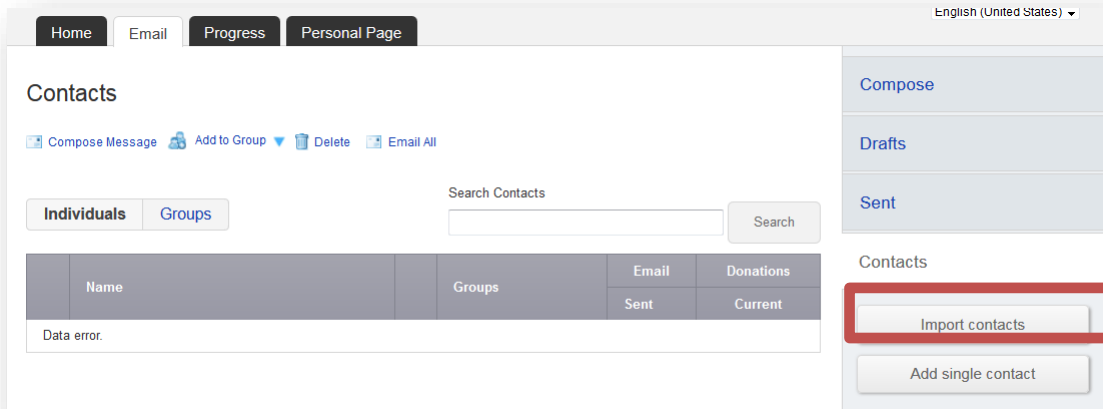 English (United States)
Home Email Progress Personal Page
Contacts
Compose Message Add to Group Delete Email All
Search Contacts
Individuals Groups
Search
Name Groups Email Donations
Sent Current
Data error.
Compose
Drafts
Sent
Contacts
Import contacts
Add single contact